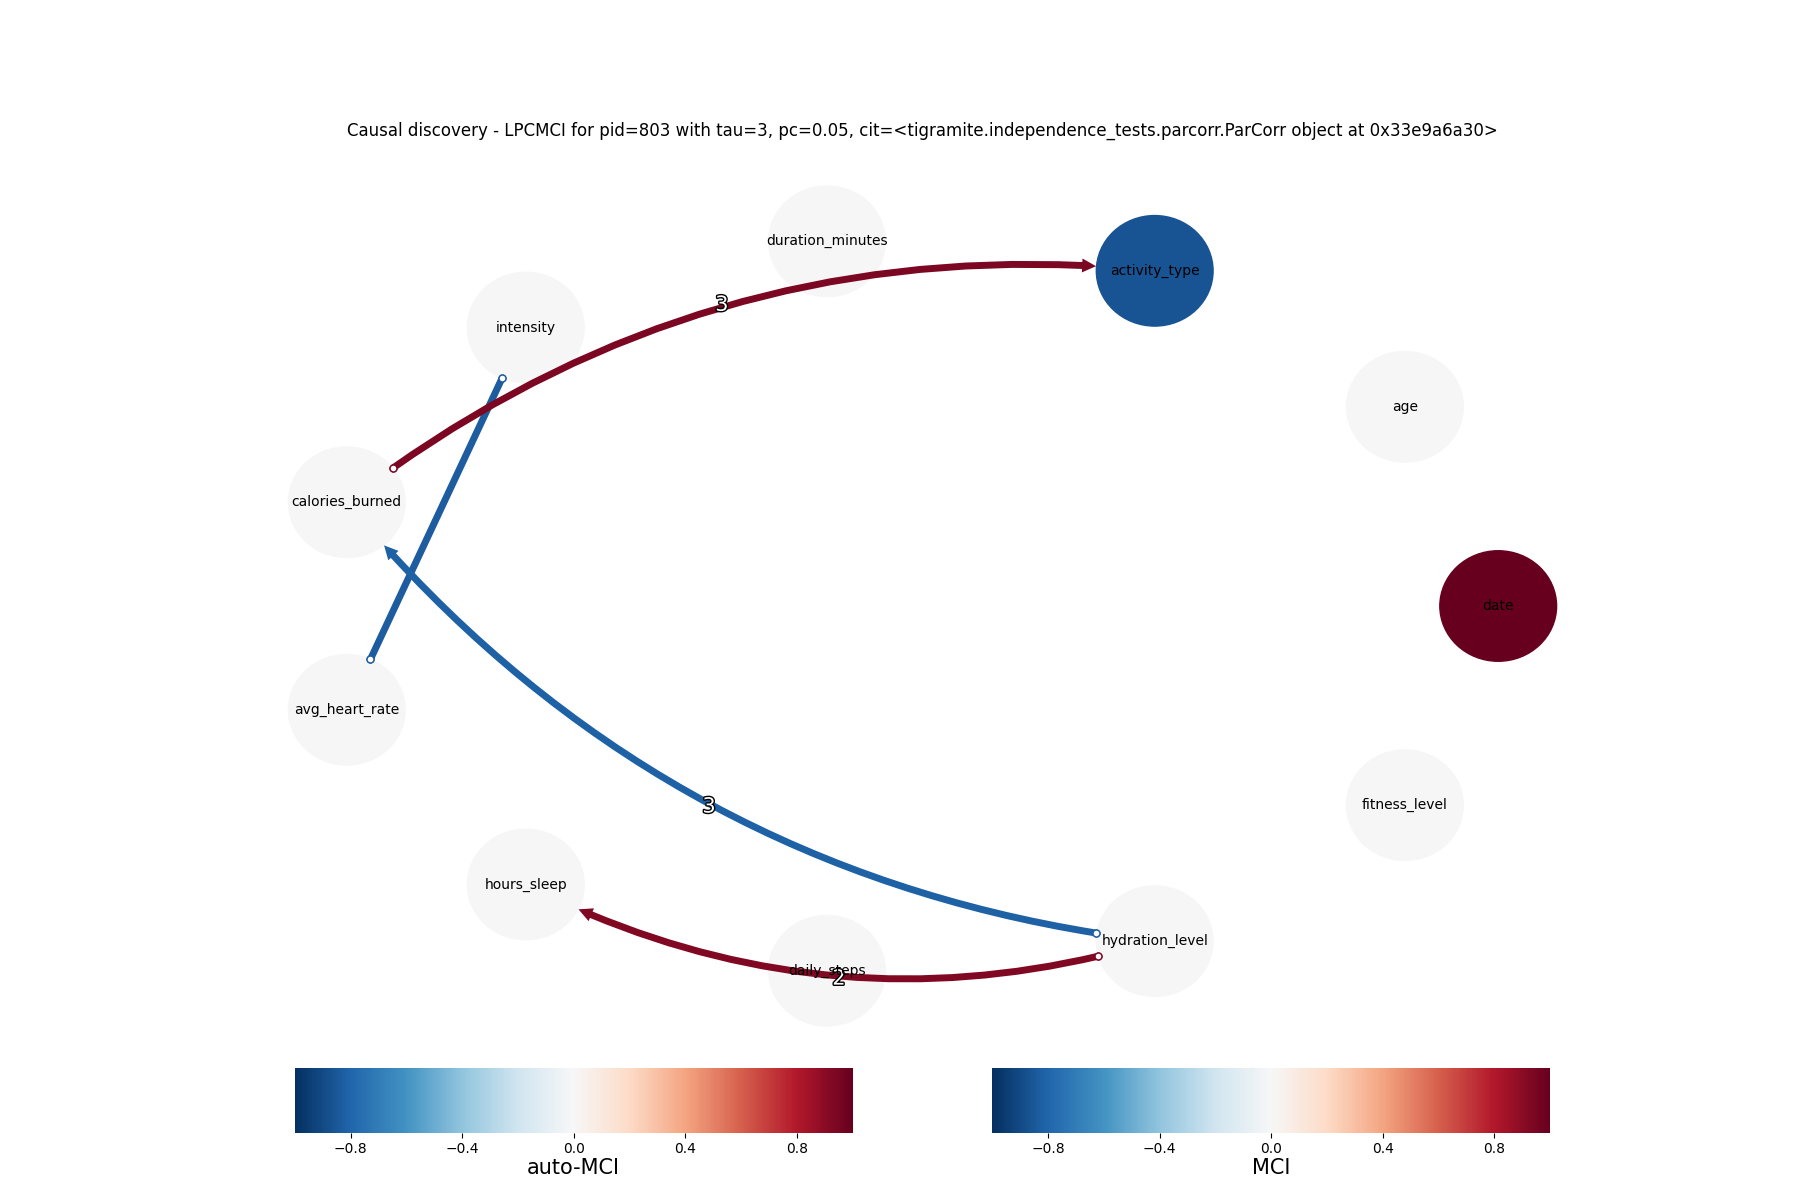 Causal discovery - LPCMCI for pid=803 with tau=3, pc=0.05, cit=<tigramite.independence_tests.parcorr.ParCorr object at 0x33e9a6a30>
duration_minutes
activity_type
3
intensity
age
calories_burned
date
avg_heart_rate
3
fitness_level
hours_sleep
hydration_level
daily_steps
2
−0.8 −0.4 0.0 0.4 0.8
auto-MCI
−0.8 −0.4 0.0 0.4 0.8
MCI